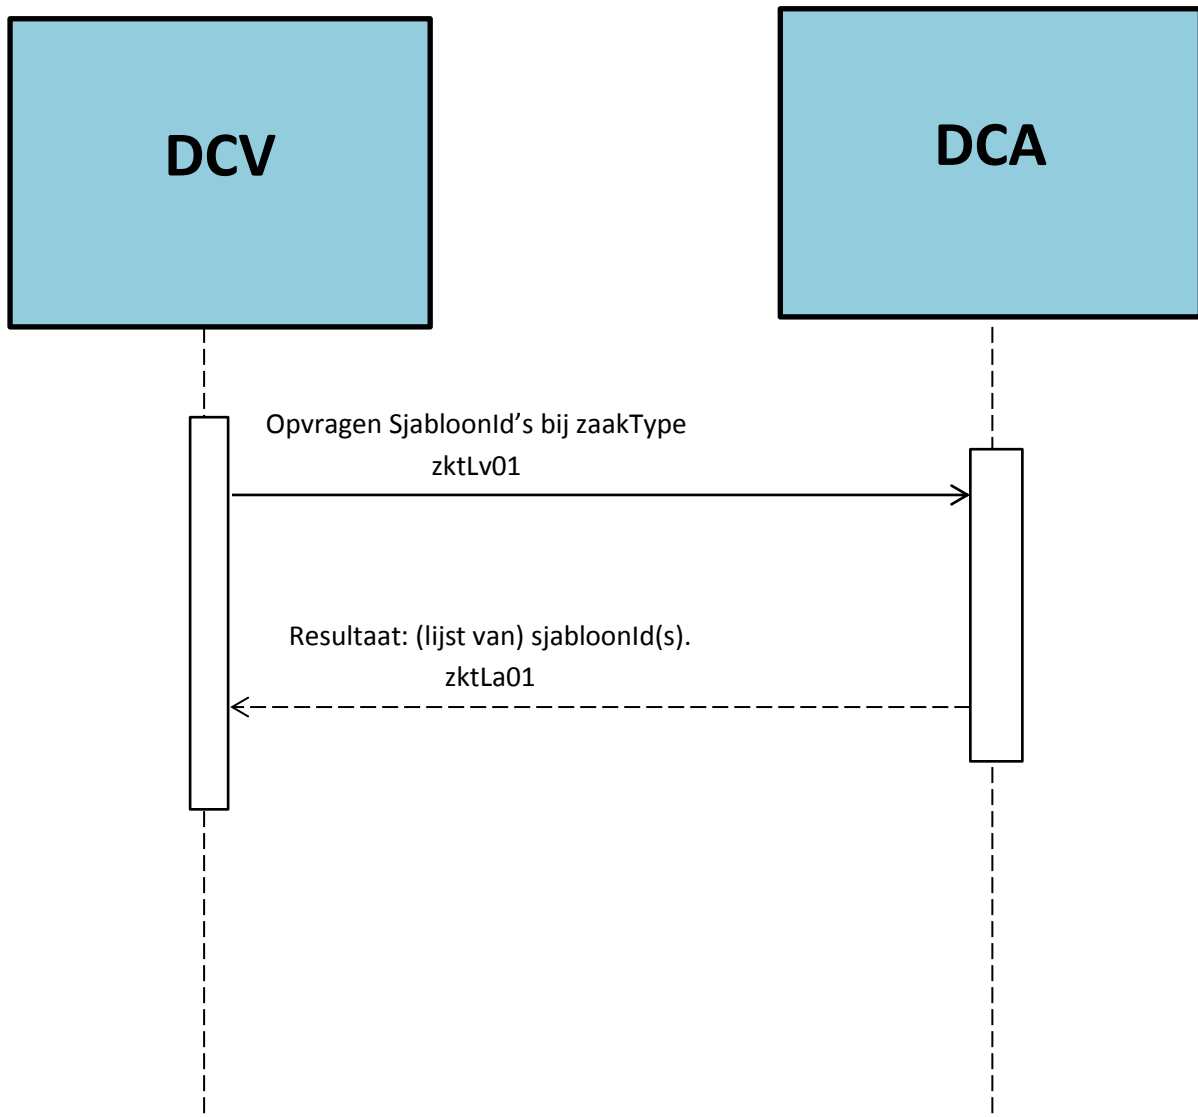 DCV
DCA
Opvragen SjabloonId’s bij zaakType
zktLv01
Resultaat: (lijst van) sjabloonId(s).
zktLa01